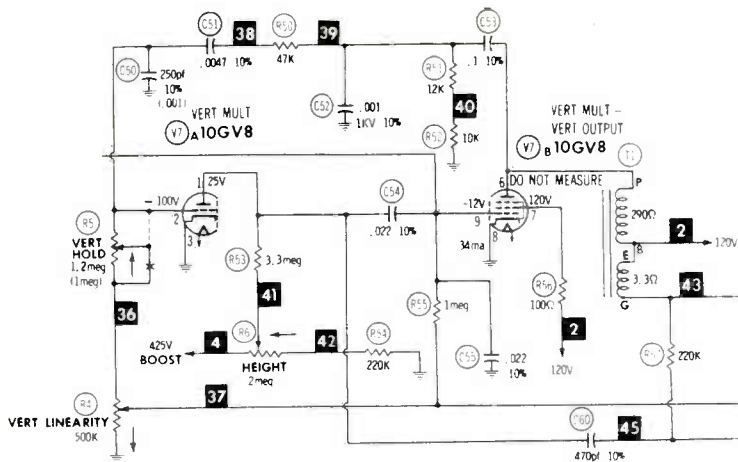 C51
38
R50
39
C53
.0047 10%
47K
.1 10%
C50
250pf
10%
(.001)
R51
12K
C52
.001
1KV 10%
40
R52
10K
VERT MULT
V7 A 10GV8
VERT MULT -
VERT OUTPUT
V7 B 10GV8
T1
1
25V
6
DO NOT MEASURE
P
- 100V
2
3
C54
.022 10%
-12V
9
8
120V
7
34ma
290Ω
2
B
120V
E
3.3Ω
G
43
R5
VERT
HOLD
1.2meg
(1meg)
R53
3.3meg
41
R55
1meg
R56
100Ω
2
120V
36
425V
BOOST
4
R6
42
R54
HEIGHT
2meg
220K
C55
.022
10%
R57
220K
R4
37
VERT LINEARITY
500K
C60
45
470pf 10%